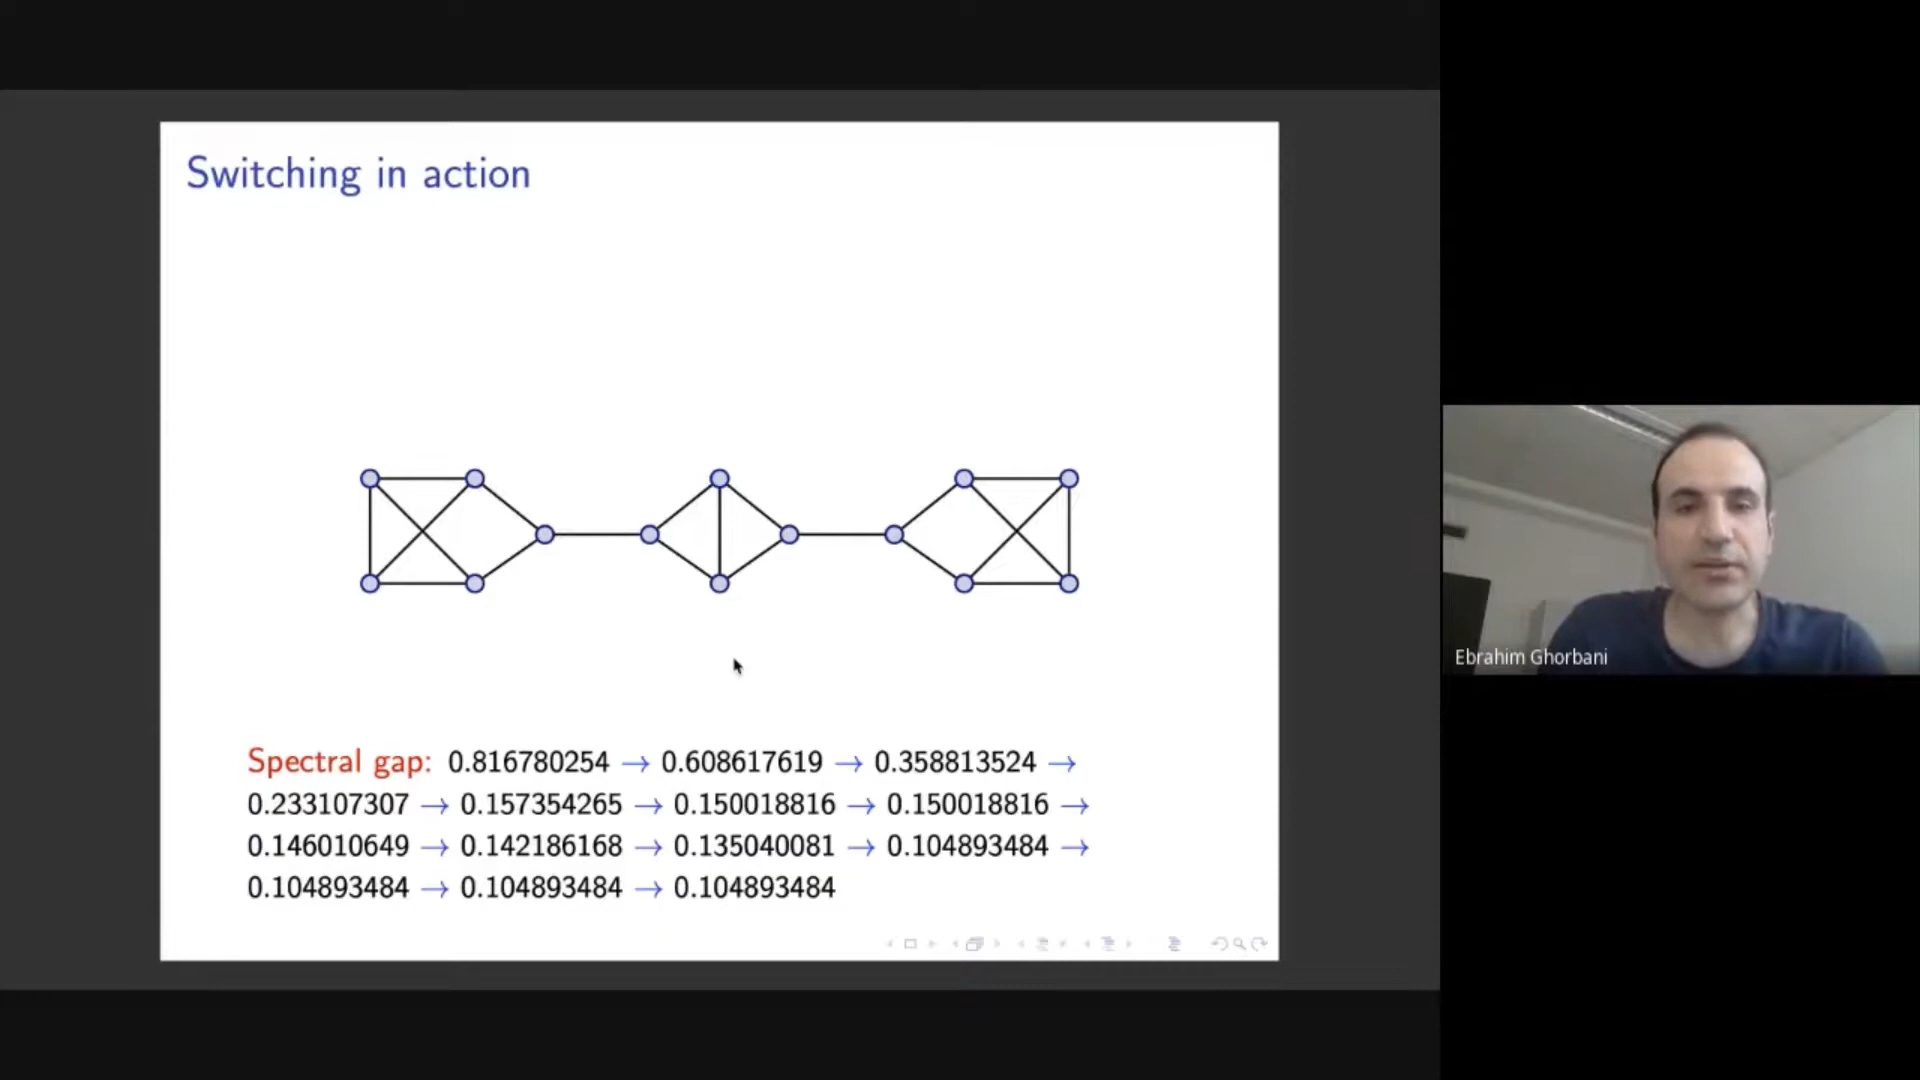 Switching in action
Spectral gap: 0.816780254 → 0.608617619 → 0.358813524 →
0.233107307 → 0.157354265 → 0.150018816 → 0.150018816 →
0.146010649 → 0.142186168 → 0.135040081 → 0.104893484 →
0.104893484 → 0.104893484 → 0.104893484
Ebrahim Ghorbani